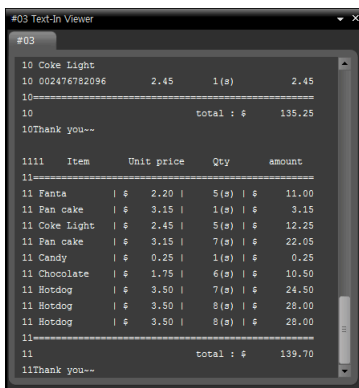 #03 Text-In Viewer
#03
10 Coke Light
10 002476782096 2.45 1(s) 2.45
10==================================================
10 total : $ 135.25
10Thank you~~
1111 Item Unit price Qty amount
11==================================================
11 Fanta | $ 2.20 | 5(s) | $ 11.00
11 Pan cake | $ 3.15 | 1(s) | $ 3.15
11 Coke Light | $ 2.45 | 5(s) | $ 12.25
11 Pan cake | $ 3.15 | 7(s) | $ 22.05
11 Candy | $ 0.25 | 1(s) | $ 0.25
11 Chocolate | $ 1.75 | 6(s) | $ 10.50
11 Hotdog | $ 3.50 | 7(s) | $ 24.50
11 Hotdog | $ 3.50 | 8(s) | $ 28.00
11 Hotdog | $ 3.50 | 8(s) | $ 28.00
11==================================================
11 total : $ 139.70
11Thank you~~